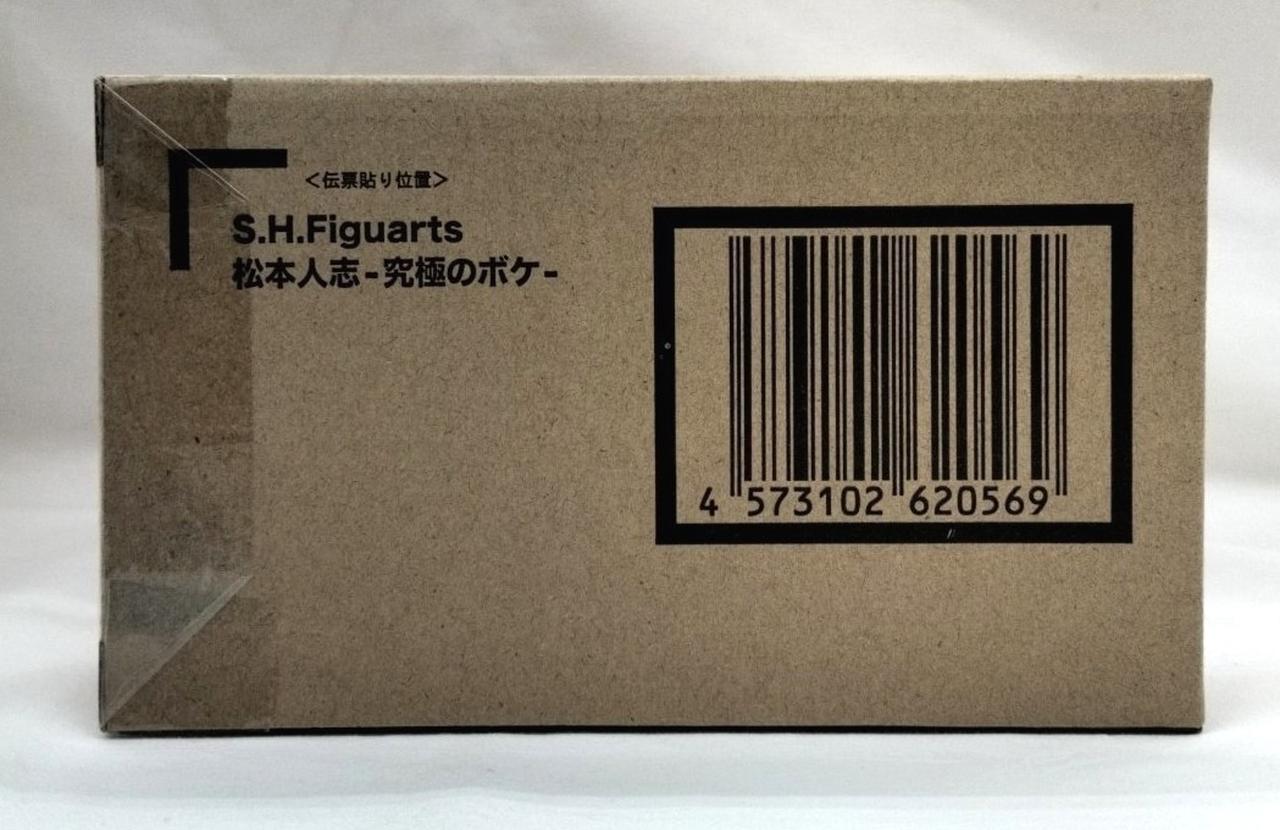 ＜伝票貼り位置＞
S.H.Figuarts
松本人志-究極のボケ-
4 573102 620569